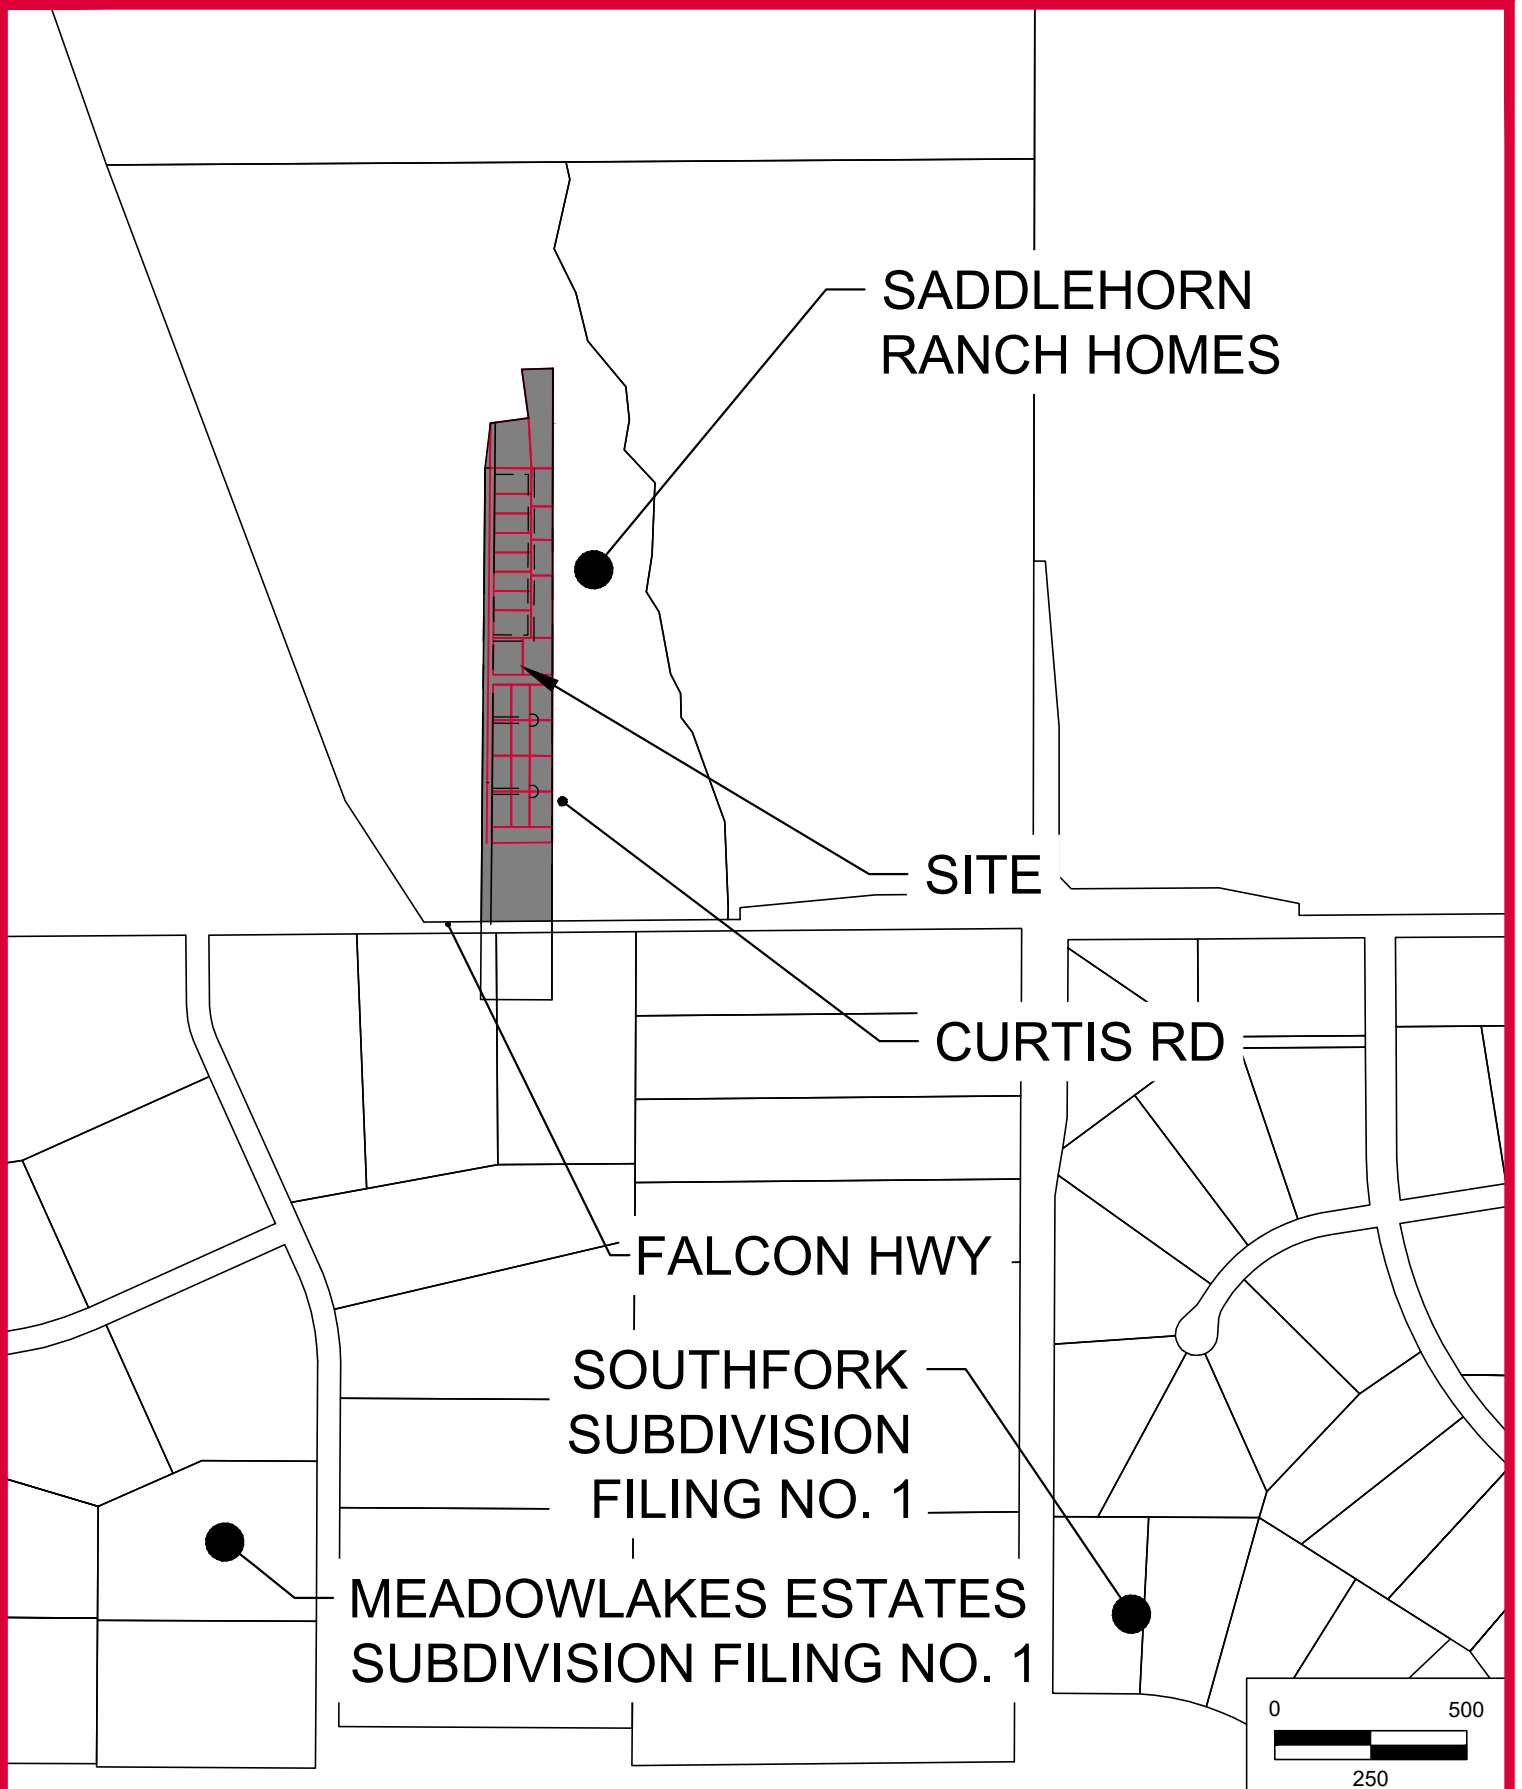 SADDLEHORN
RANCH HOMES
SITE
CURTIS RD
FALCON HWY
SOUTHFORK
SUBDIVISION
FILING NO. 1
MEADOWLAKES ESTATES
SUBDIVISION FILING NO. 1
0 500
250